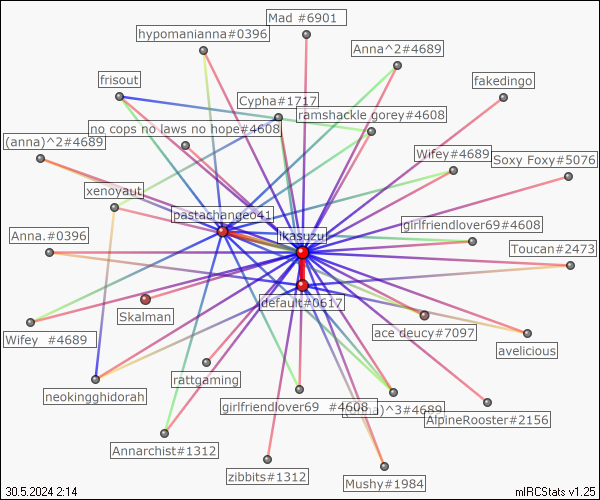 Mad #6901
hypomanianna#0396
Anna^2#4689
frisout
fakedingo
Cypha#1717
ramshackle gorey#4608
no cops no laws no hope#4608
(anna)^2#4689
Wifey#4689
Soxy Foxy#5076
xenoyaut
pastachangeo41
ikasuzu
girlfriendlover69#4608
Anna.#0396
Toucan#2473
default#0617
Skalman
ace deucy#7097
Wifey  #4689
avelicious
rattgaming
neokingghidorah
girlfriendlover69  #4608
)^3#4689
AlpineRooster#2156
Annarchist#1312
zibbits#1312
Mushy#1984
30.5.2024 2:14
mIRCStats v1.25